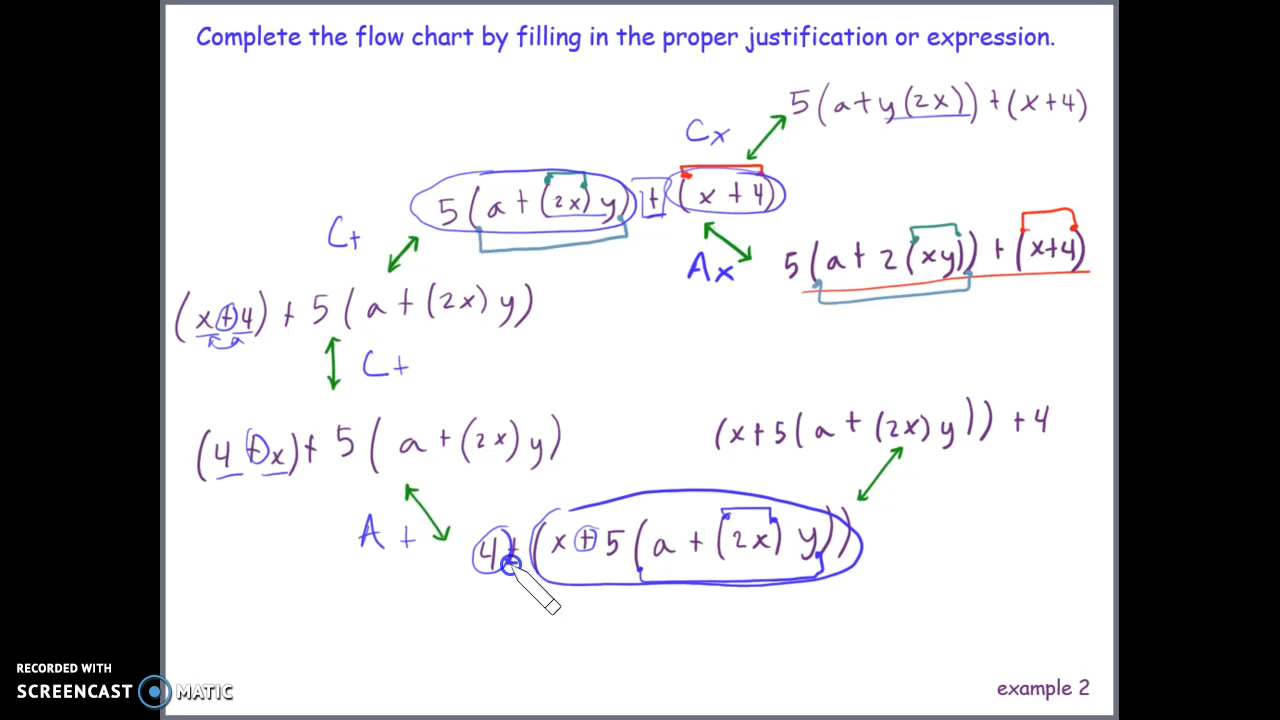 Complete the flow chart by filling in the proper justification or expression.
5(a+y(2x))+(x+4)
Cx
5(a+(2x)y)+(x+4)
C+
Ax
5(a+2(xy))+(x+4)
(x+4)+5(a+(2x)y)
C+
(x+5(a+(2x)y))+4
(4+x)+5(a+(2x)y)
A+
4+(x+5(a+(2x)y))
RECORDED WITH
SCREENCAST MATIC
example 2